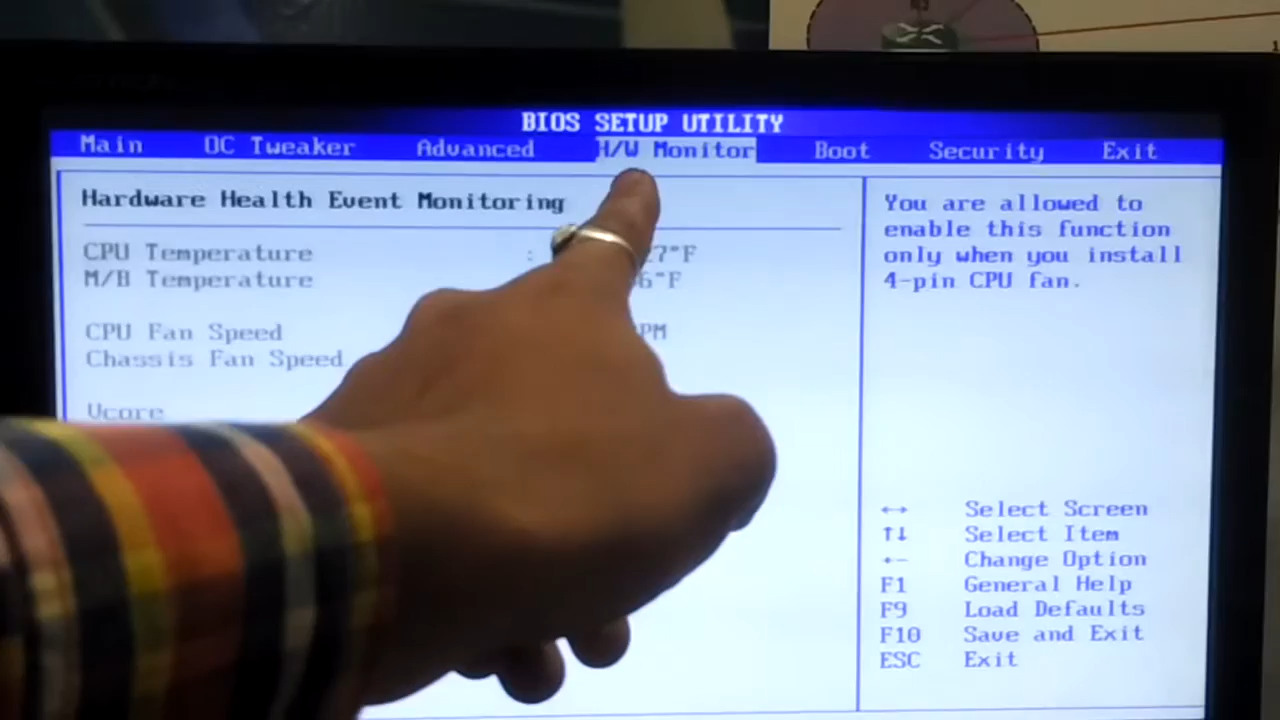 BIOS SETUP UTILITY
Main OC Tweaker Advanced H/W Monitor Boot Security Exit
Hardware Health Event Monitoring
CPU Temperature : 7°F
M/B Temperature 6°F
CPU Fan Speed PM
Chassis Fan Speed
Vcore
You are allowed to
enable this function
only when you install
4-pin CPU fan.
↔ Select Screen
↑↓ Select Item
←- Change Option
F1 General Help
F9 Load Defaults
F10 Save and Exit
ESC Exit